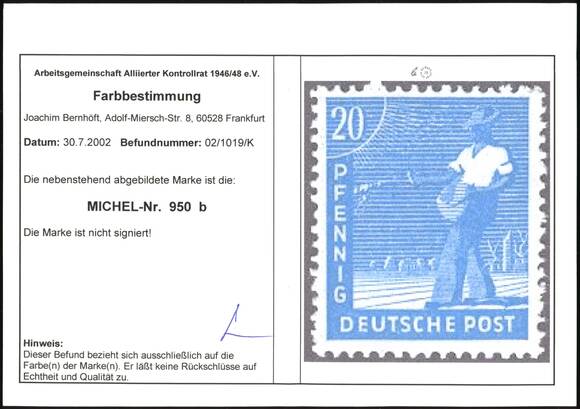 Arbeitsgemeinschaft Alliierter Kontrollrat 1946/48 e.V.
Farbbestimmung
Joachim Bernhöft, Adolf-Miersch-Str. 8, 60528 Frankfurt
Datum: 30.7.2002 Befundnummer: 02/1019/K
Die nebenstehend abgebildete Marke ist die:
MICHEL-Nr. 950 b
Die Marke ist nicht signiert!
Hinweis:
Dieser Befund bezieht sich ausschließlich auf die
Farbe(n) der Marke(n). Er läßt keine Rückschlüsse auf
Echtheit und Qualität zu.
20
PFENNIG
DEUTSCHE POST